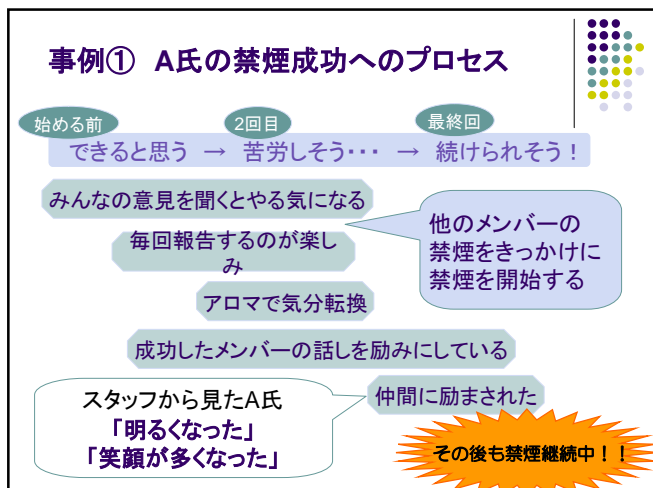 事例① A氏の禁煙成功へのプロセス
始める前
2回目
最終回
できると思う → 苦労しそう・・・ → 続けられそう！
みんなの意見を聞くとやる気になる
他のメンバーの
禁煙をきっかけに
禁煙を開始する
毎回報告するのが楽し
み
アロマで気分転換
成功したメンバーの話しを励みにしている
仲間に励まされた
スタッフから見たA氏
「明るくなった」
「笑顔が多くなった」
その後も禁煙継続中！！